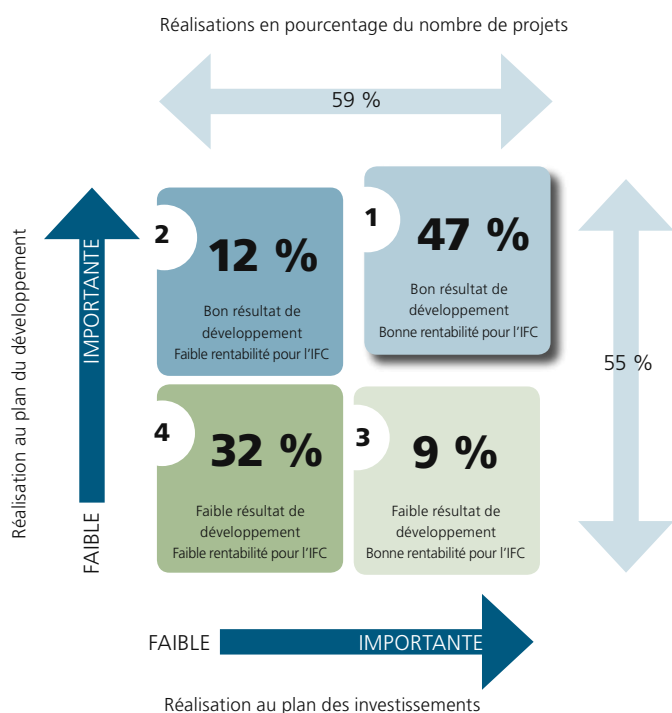 Réalisations en pourcentage du nombre de projets
59 %
Réalisation au plan du développement
IMPORTANTE
FAIBLE
2
12 %
Bon résultat de
développement
Faible rentabilité pour l’IFC
1
47 %
Bon résultat de
développement
Bonne rentabilité pour l’IFC
55 %
4
32 %
Faible résultat de
développement
Faible rentabilité pour l’IFC
3
9 %
Faible résultat de
développement
Bonne rentabilité pour l’IFC
FAIBLE
IMPORTANTE
Réalisation au plan des investissements